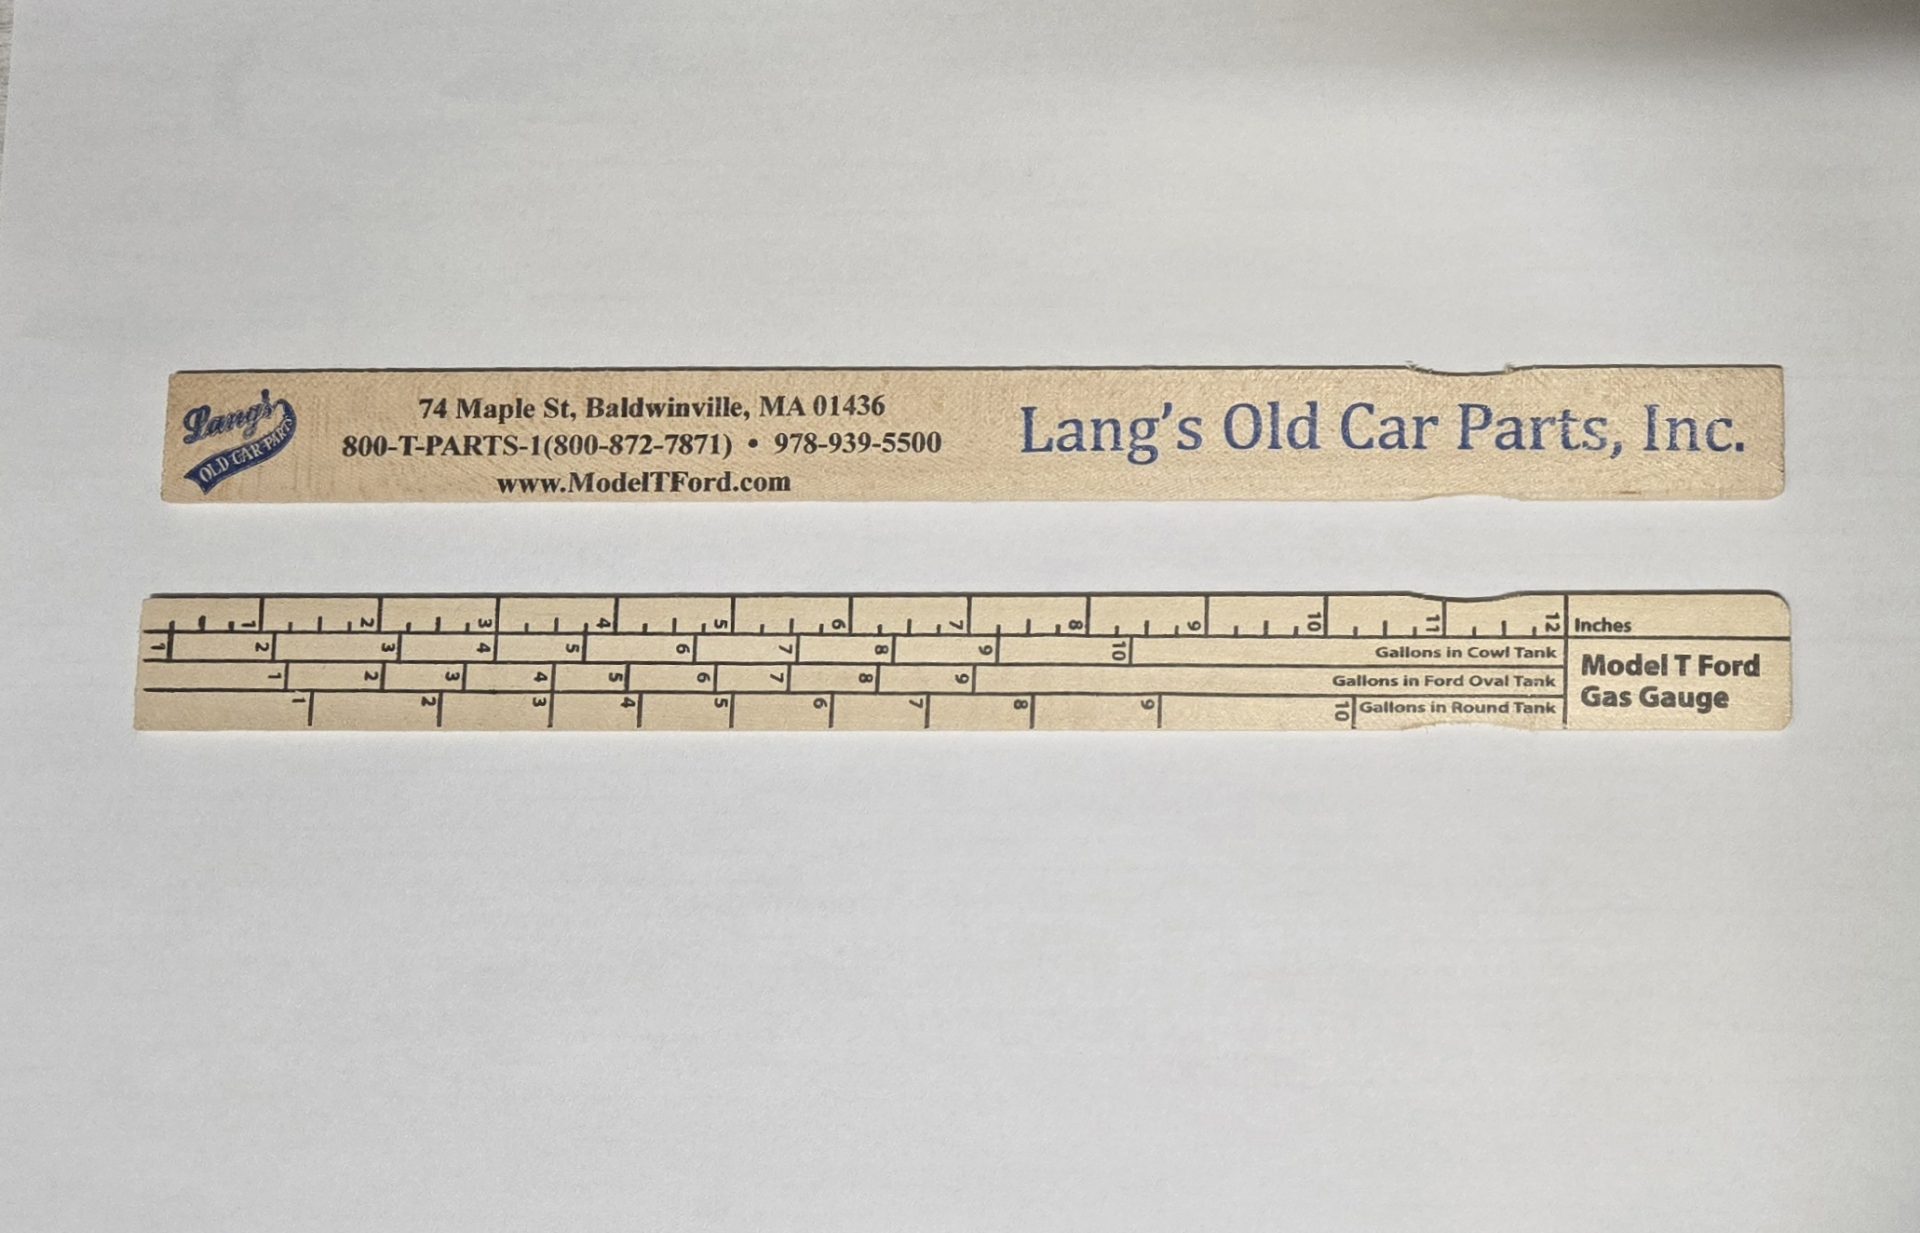 Lang's
OLD CAR PARTS
74 Maple St, Baldwinville, MA 01436
800-T-PARTS-1(800-872-7871) • 978-939-5500
www.ModelTFord.com
Lang's Old Car Parts, Inc.
1 2 3 4 5 6 7 8 9 10 11 12 Inches
1 2 3 4 5 6 7 8 9 10 Gallons in Cowl Tank
1 2 3 4 5 6 7 8 9 Gallons in Ford Oval Tank
1 2 3 4 5 6 7 8 9 10 Gallons in Round Tank
Model T Ford
Gas Gauge